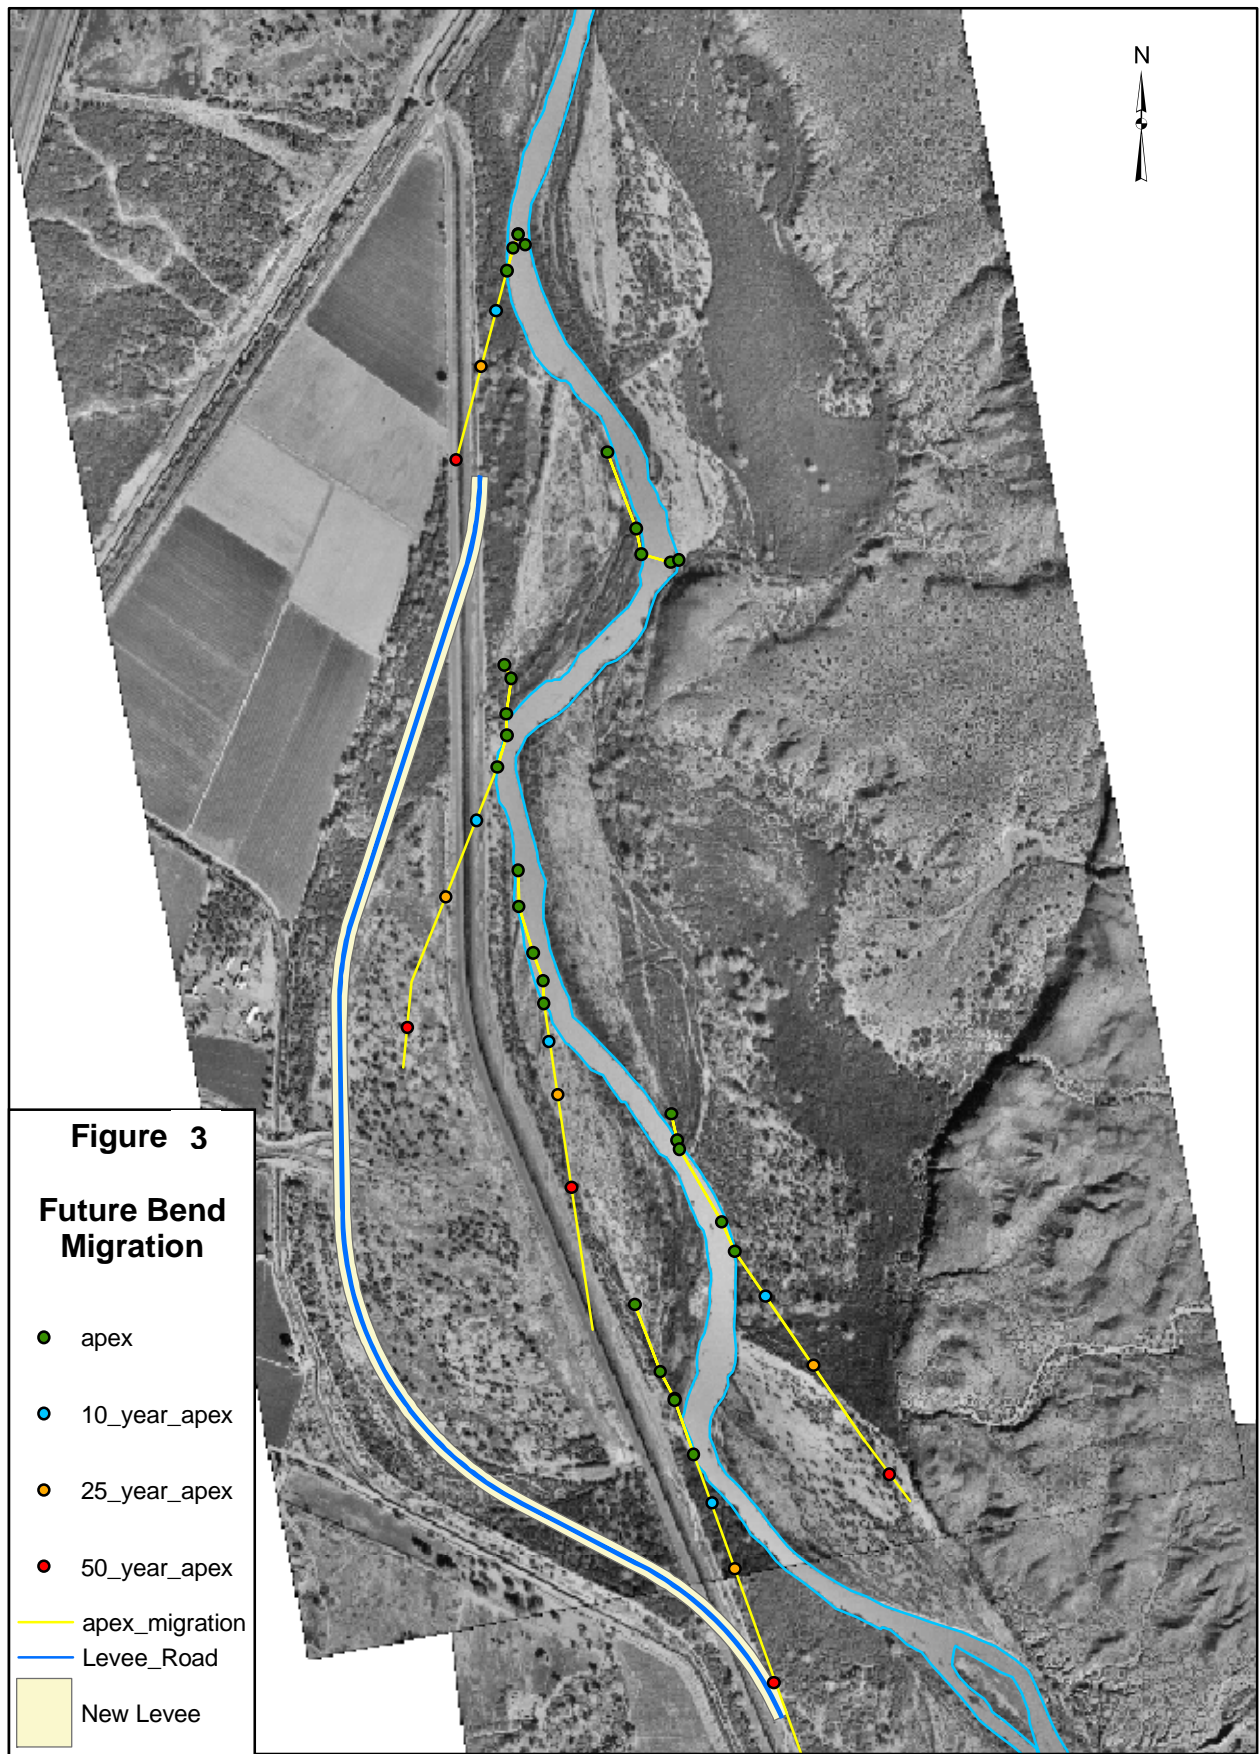 N
Figure 3
Future Bend
Migration
apex
10_year_apex
25_year_apex
50_year_apex
apex_migration
Levee_Road
New Levee